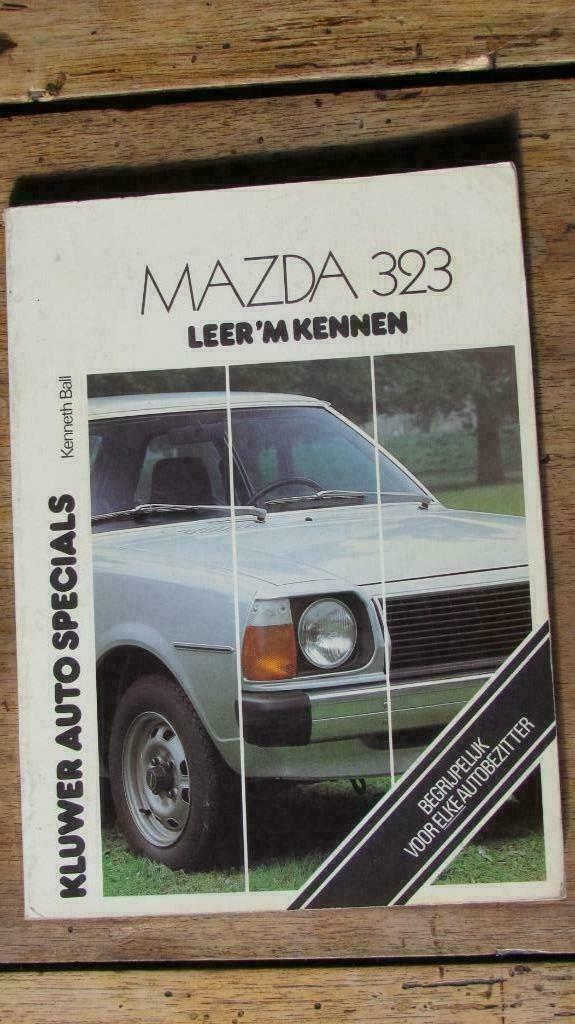 MAZDA 323
LEER'M KENNEN
Kenneth Ball
KLUWER AUTO SPECIALS
BEGRIJPELIJK
VOOR ELKE AUTOBEZITTER